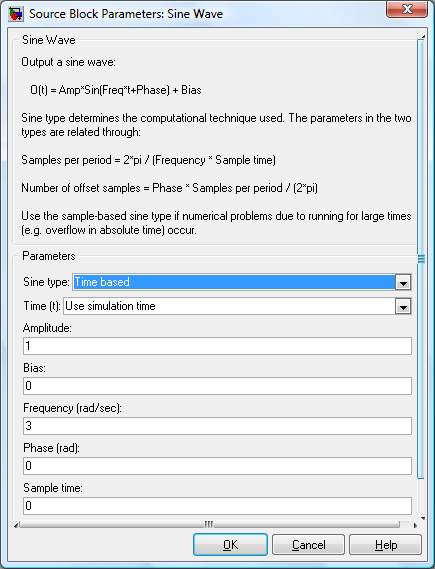 Source Block Parameters: Sine Wave
Sine Wave
Output a sine wave:
O(t) = Amp*Sin(Freq*t+Phase) + Bias
Sine type determines the computational technique used. The parameters in the two
types are related through:
Samples per period = 2*pi / (Frequency * Sample time)
Number of offset samples = Phase * Samples per period / (2*pi)
Use the sample-based sine type if numerical problems due to running for large times
(e.g. overflow in absolute time) occur.
Parameters
Sine type: Time based
Time (t): Use simulation time
Amplitude:
1
Bias:
0
Frequency (rad/sec):
3
Phase (rad):
0
Sample time:
0
OK Cancel Help